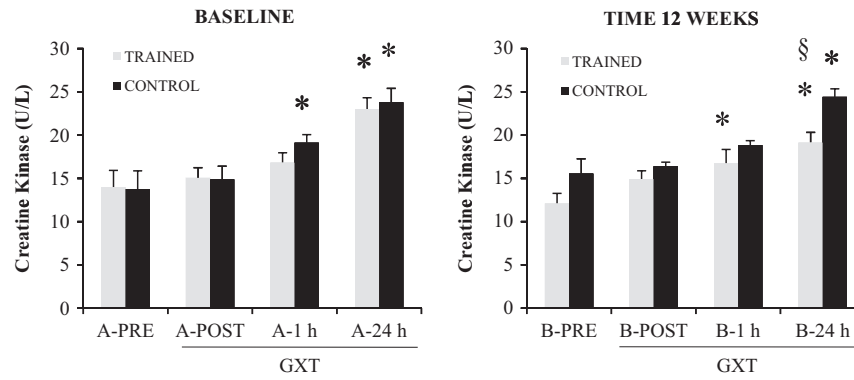 BASELINE
Creatine Kinase (U/L)
30
25
20
15
10
5
0
TRAINED
CONTROL
*
* *
A-PRE A-POST A-1 h A-24 h
GXT
TIME 12 WEEKS
Creatine Kinase (U/L)
30
25
20
15
10
5
0
TRAINED
CONTROL
§
*
* *
B-PRE B-POST B-1 h B-24 h
GXT